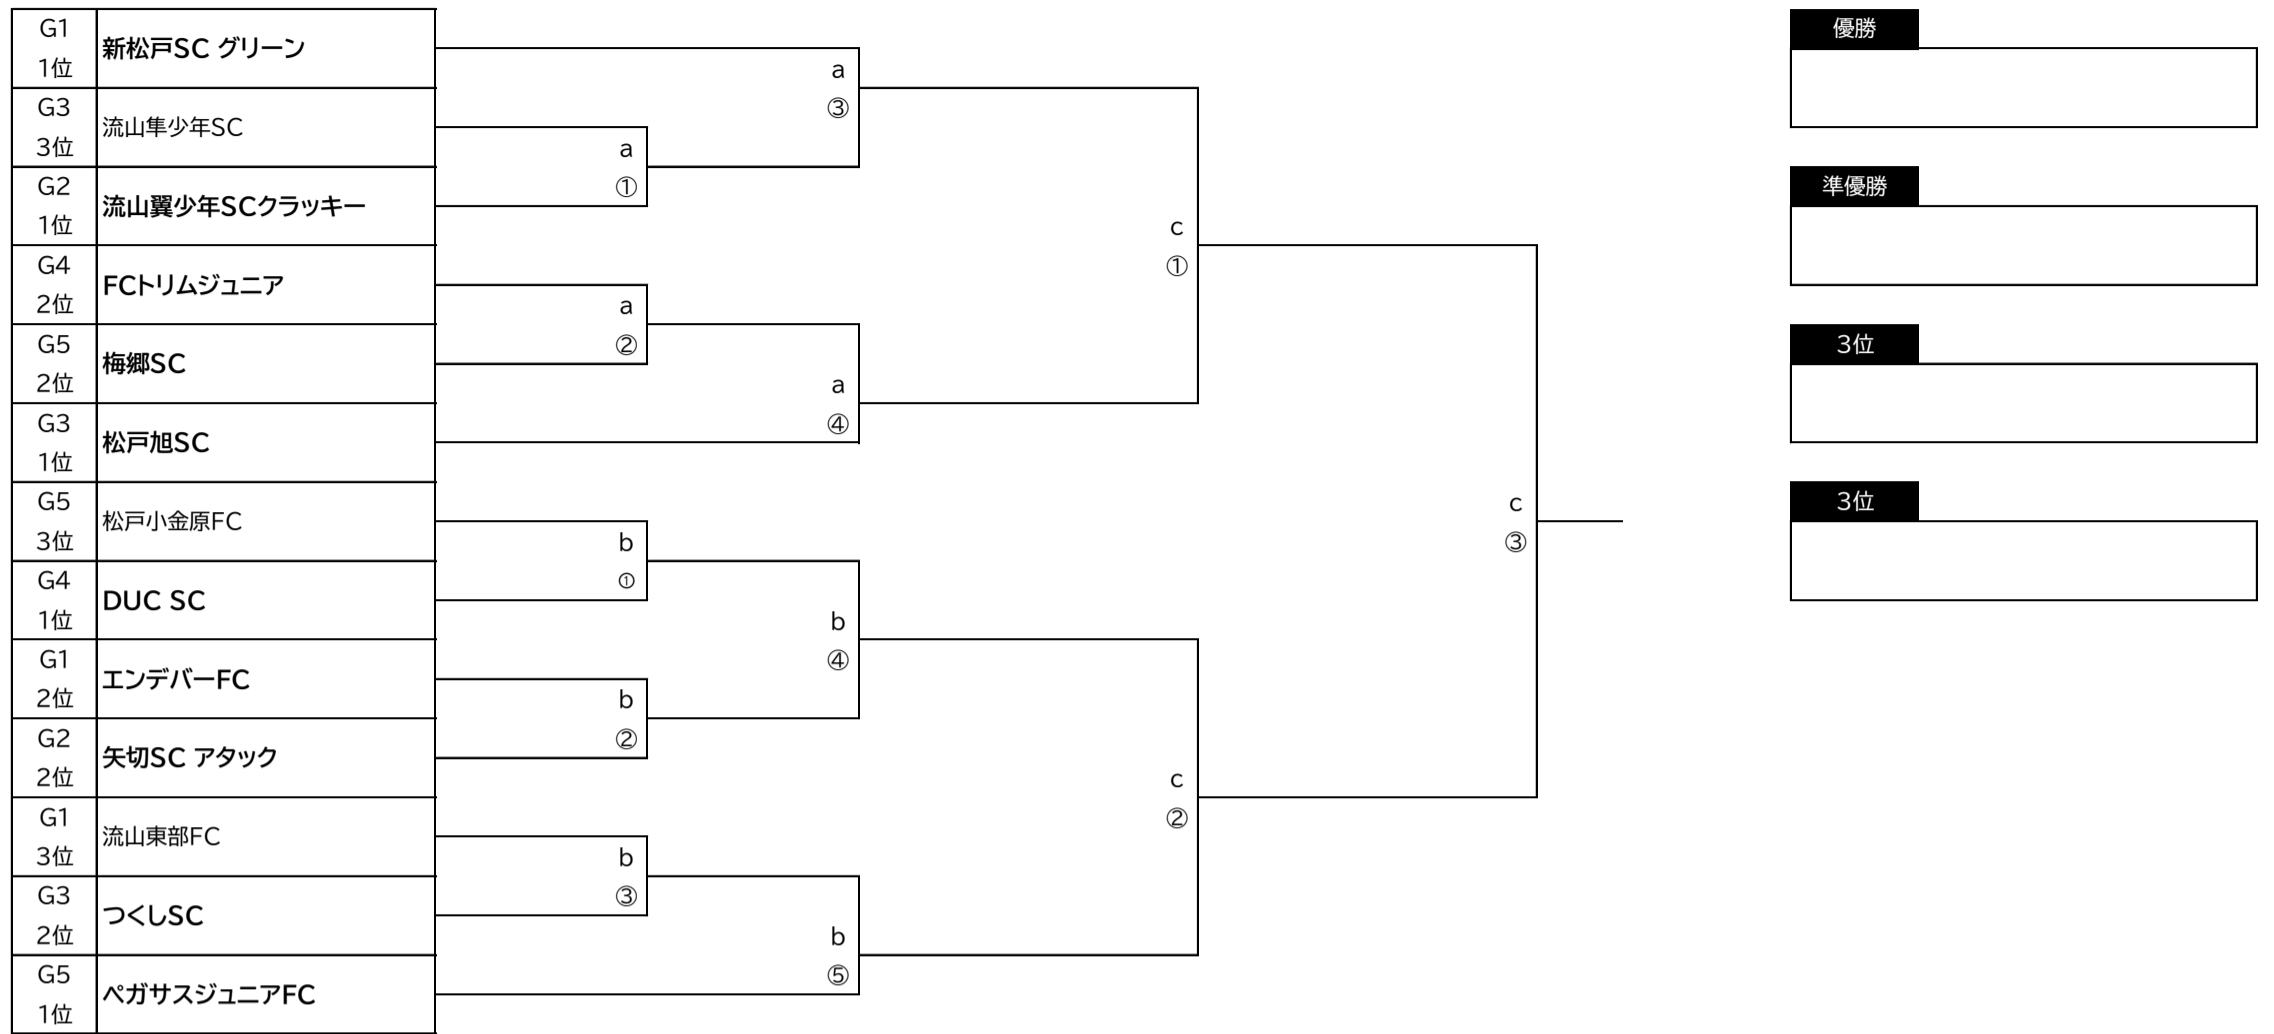 G1
1位
新松戸SC グリーン
G3
3位
流山隼少年SC
G2
1位
流山翼少年SCクラッキー
G4
2位
FCトリムジュニア
G5
2位
梅郷SC
G3
1位
松戸旭SC
G5
3位
松戸小金原FC
G4
1位
DUC SC
G1
2位
エンデバーFC
G2
2位
矢切SC アタック
G1
3位
流山東部FC
G3
2位
つくしSC
G5
1位
ペガサスジュニアFC
a
①
a
②
b
①
b
②
b
③
a
③
a
④
b
④
b
⑤
c
①
c
②
c
③
優勝
準優勝
3位
3位